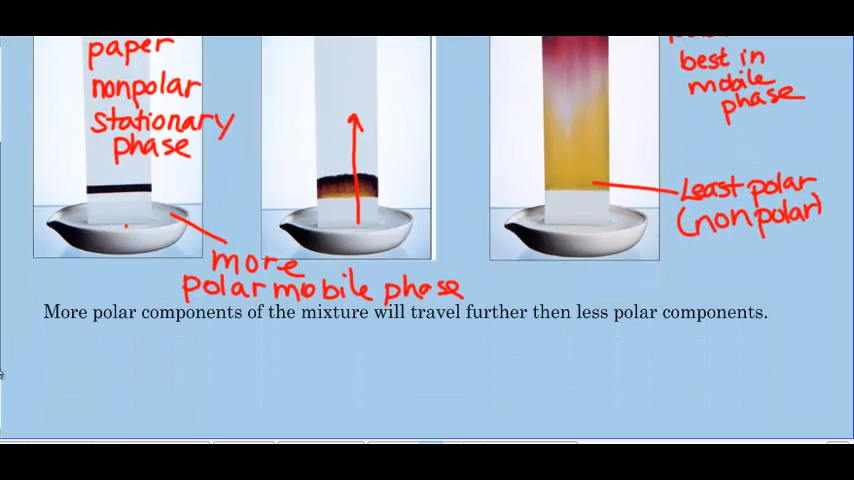 paper
nonpolar
stationary
phase
best in
mobile
phase
Least polar
(nonpolar)
more
polar mobile phase
More polar components of the mixture will travel further then less polar components.